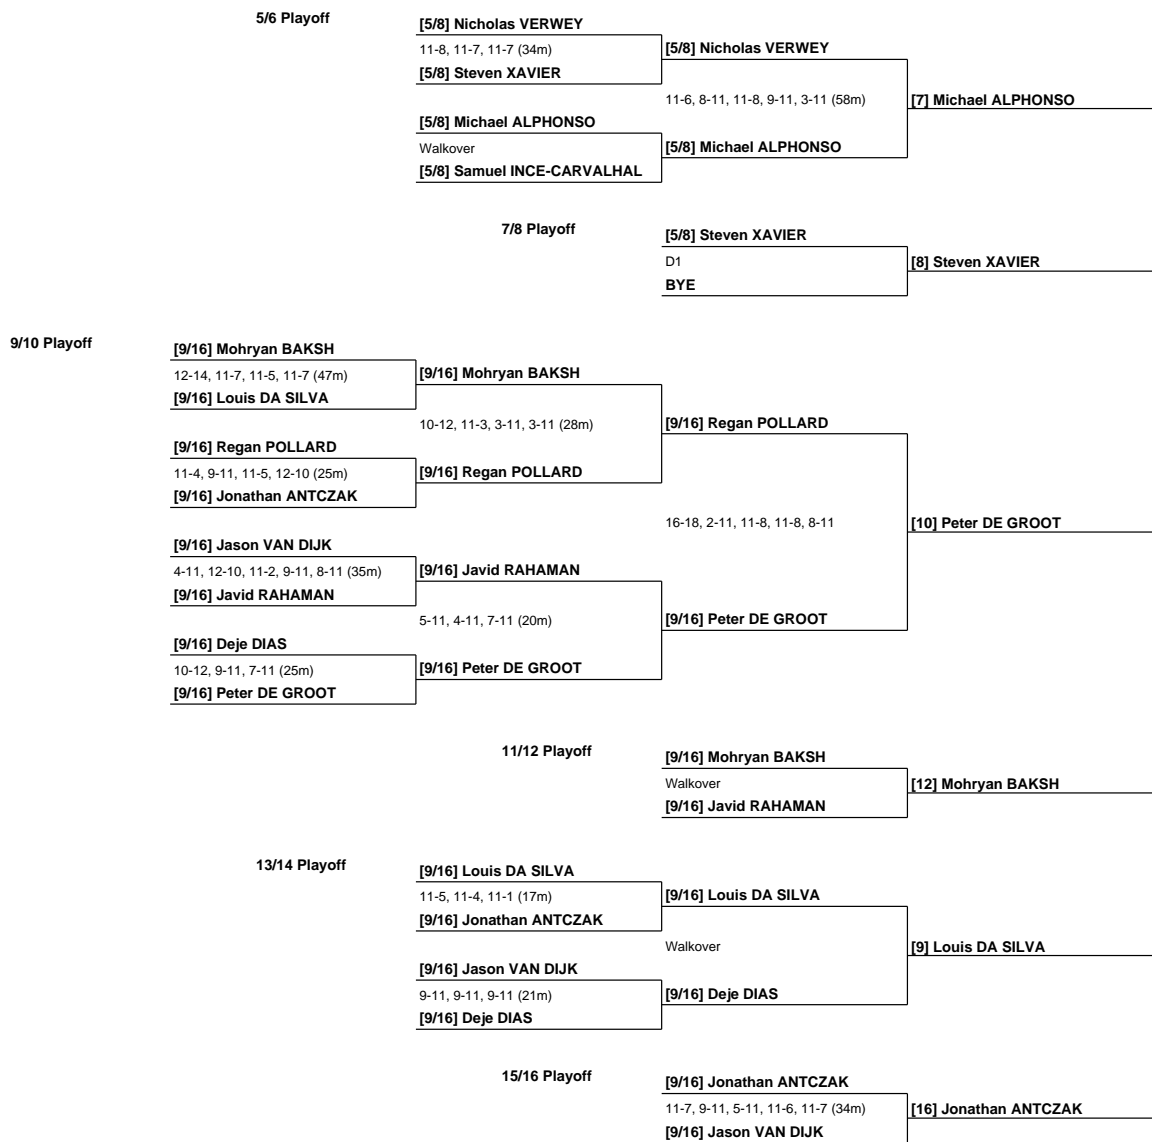 5/6 Playoff
[5/8] Nicholas VERWEY
11-8, 11-7, 11-7 (34m)
[5/8] Steven XAVIER
[5/8] Nicholas VERWEY
11-6, 8-11, 11-8, 9-11, 3-11 (58m)
[7] Michael ALPHONSO
[5/8] Michael ALPHONSO
Walkover
[5/8] Samuel INCE-CARVALHAL
[5/8] Michael ALPHONSO
7/8 Playoff
[5/8] Steven XAVIER
D1
BYE
[8] Steven XAVIER
9/10 Playoff
[9/16] Mohryan BAKSH
12-14, 11-7, 11-5, 11-7 (47m)
[9/16] Louis DA SILVA
[9/16] Mohryan BAKSH
10-12, 11-3, 3-11, 3-11 (28m)
[9/16] Regan POLLARD
[9/16] Regan POLLARD
11-4, 9-11, 11-5, 12-10 (25m)
[9/16] Jonathan ANTCZAK
[9/16] Regan POLLARD
16-18, 2-11, 11-8, 11-8, 8-11
[10] Peter DE GROOT
[9/16] Jason VAN DIJK
4-11, 12-10, 11-2, 9-11, 8-11 (35m)
[9/16] Javid RAHAMAN
[9/16] Javid RAHAMAN
5-11, 4-11, 7-11 (20m)
[9/16] Peter DE GROOT
[9/16] Deje DIAS
10-12, 9-11, 7-11 (25m)
[9/16] Peter DE GROOT
[9/16] Peter DE GROOT
11/12 Playoff
[9/16] Mohryan BAKSH
Walkover
[9/16] Javid RAHAMAN
[12] Mohryan BAKSH
13/14 Playoff
[9/16] Louis DA SILVA
11-5, 11-4, 11-1 (17m)
[9/16] Jonathan ANTCZAK
[9/16] Louis DA SILVA
Walkover
[9] Louis DA SILVA
[9/16] Jason VAN DIJK
9-11, 9-11, 9-11 (21m)
[9/16] Deje DIAS
[9/16] Deje DIAS
15/16 Playoff
[9/16] Jonathan ANTCZAK
11-7, 9-11, 5-11, 11-6, 11-7 (34m)
[9/16] Jason VAN DIJK
[16] Jonathan ANTCZAK